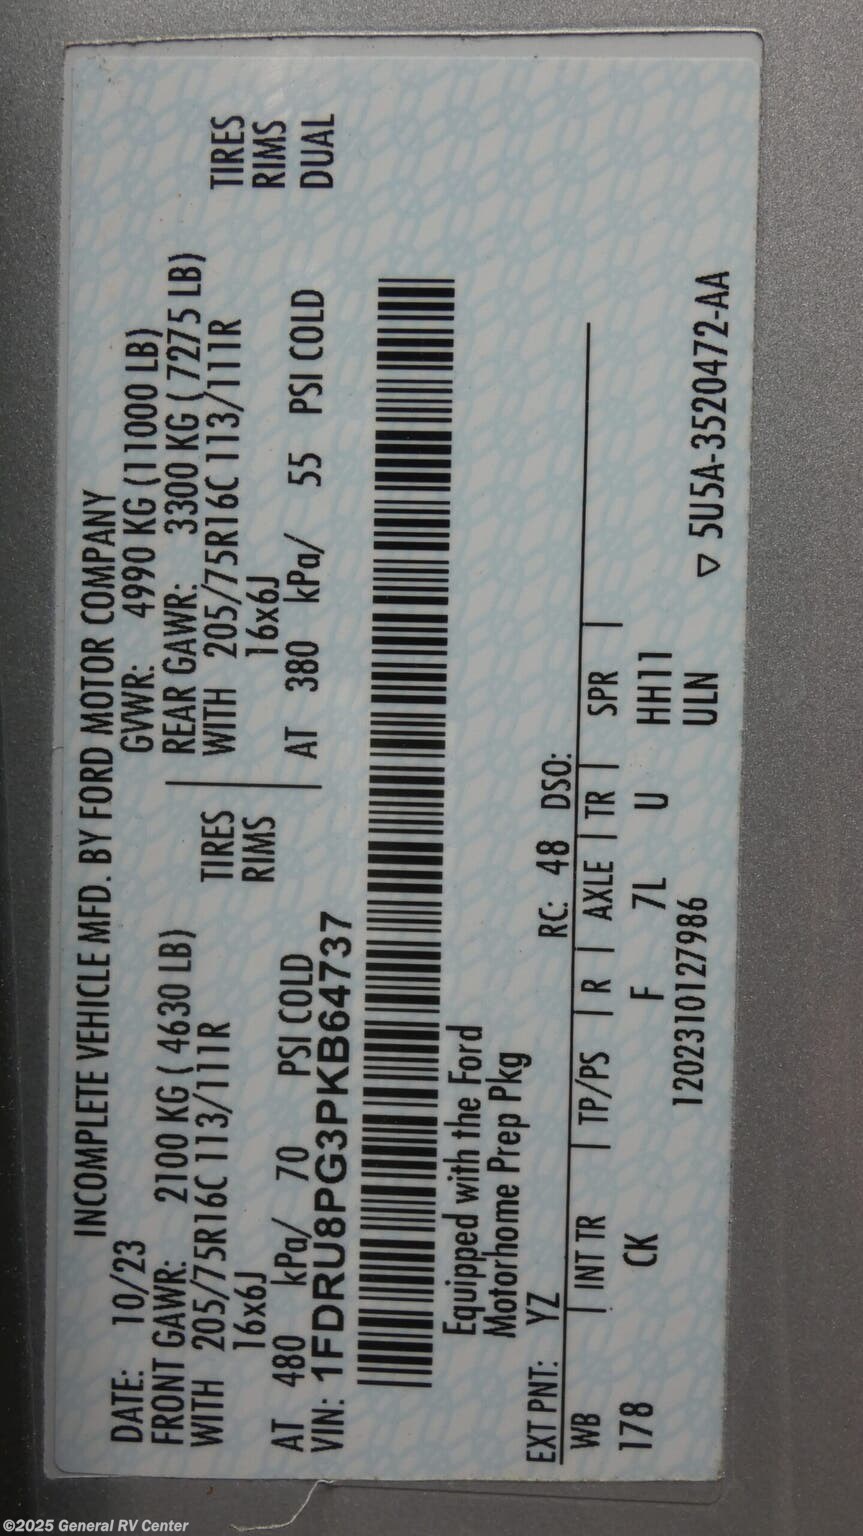 INCOMPLETE VEHICLE MFD. BY FORD MOTOR COMPANY
DATE: 10/23 GVWR: 4990 KG (11000 LB)
FRONT GAWR: 2100 KG ( 4630 LB) REAR GAWR: 3300 KG ( 7275 LB)
WITH 205/75R16C 113/111R TIRES WITH 205/75R16C 113/111R TIRES
16x6J RIMS 16x6J RIMS
AT 480 kPa/ 70 PSI COLD AT 380 kPa/ 55 PSI COLD DUAL
VIN: 1FDRU8PG3PKB64737
Equipped with the Ford
Motorhome Prep Pkg
EXT PNT: YZ RC: 48 DSO:
WB | INT TR | TP/PS | R | AXLE | TR | SPR |
178 CK F 7L U HH11
1202310127986 ULN
▽ 5U5A-3520472-AA
©2025 General RV Center